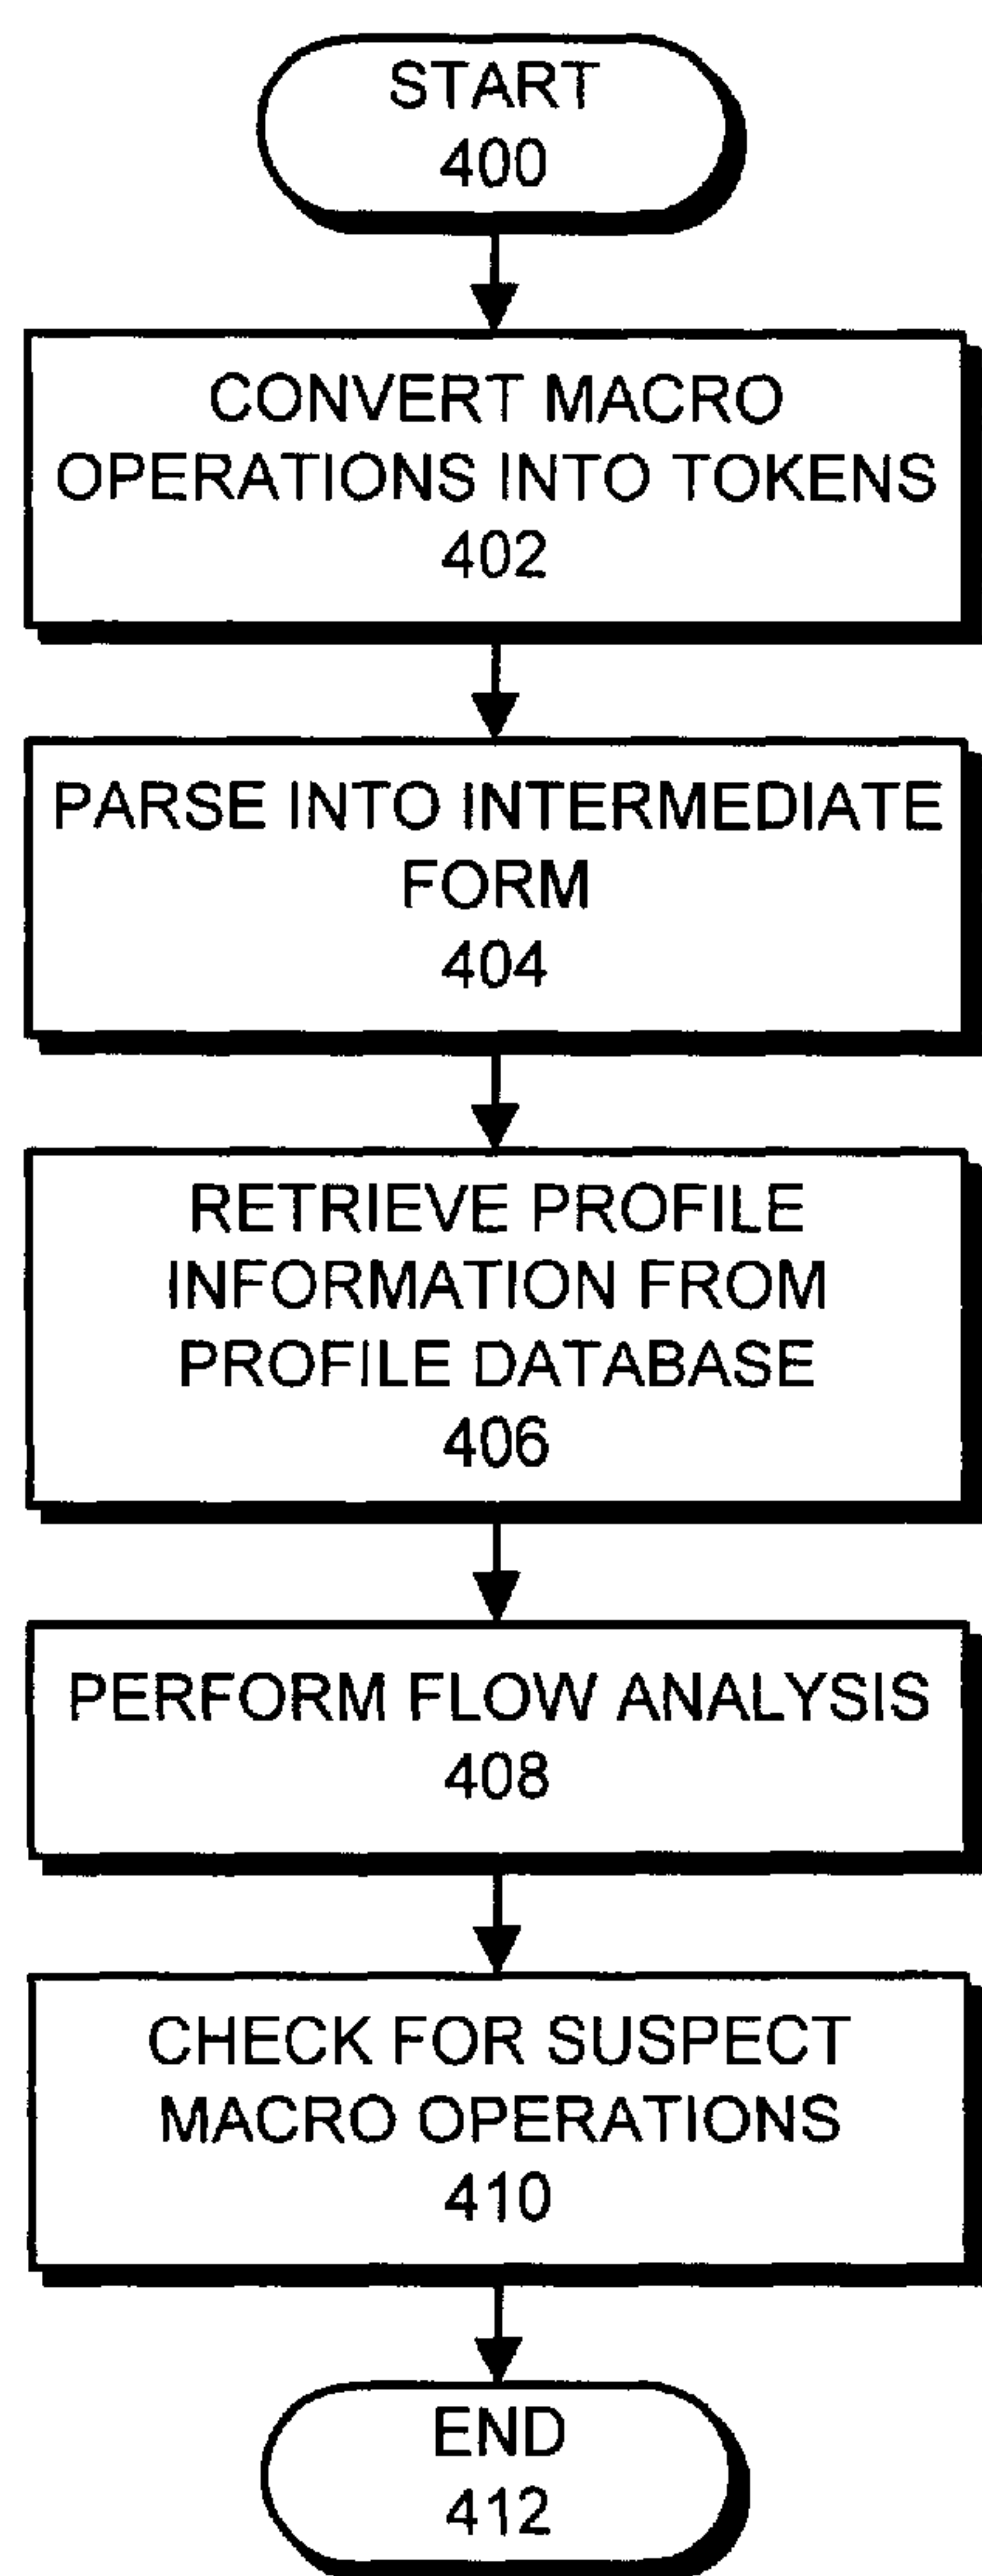 START
400
CONVERT MACRO
OPERATIONS INTO TOKENS
402
PARSE INTO INTERMEDIATE
FORM
404
RETRIEVE PROFILE
INFORMATION FROM
PROFILE DATABASE
406
PERFORM FLOW ANALYSIS
408
CHECK FOR SUSPECT
MACRO OPERATIONS
410
END
412